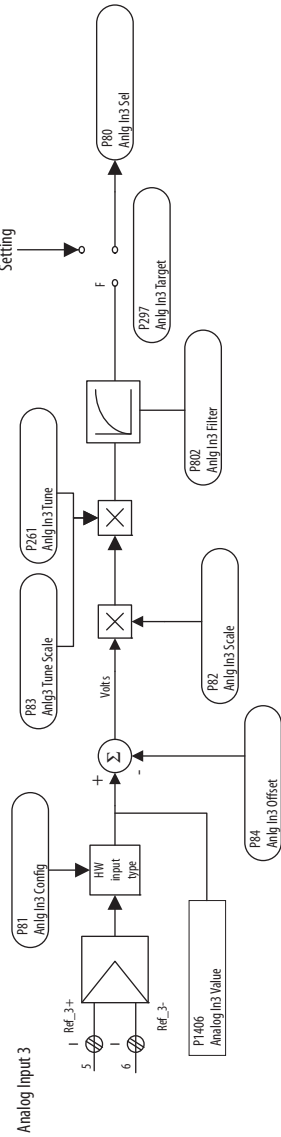 Analog Input 3
5
I
Ref_3+
6
I
Ref_3-
P81
Anlg In3 Config
HW
input
type
P1406
Analog In3 Value
+
Σ
-
P84
Anlg In3 Offset
Volts
P82
Anlg In3 Scale
P83
Anlg3 Tune Scale
P261
Anlg In3 Tune
P802
Anlg In3 Filter
F
Setting
P297
Anlg In3 Target
P80
Anlg In3 Sel